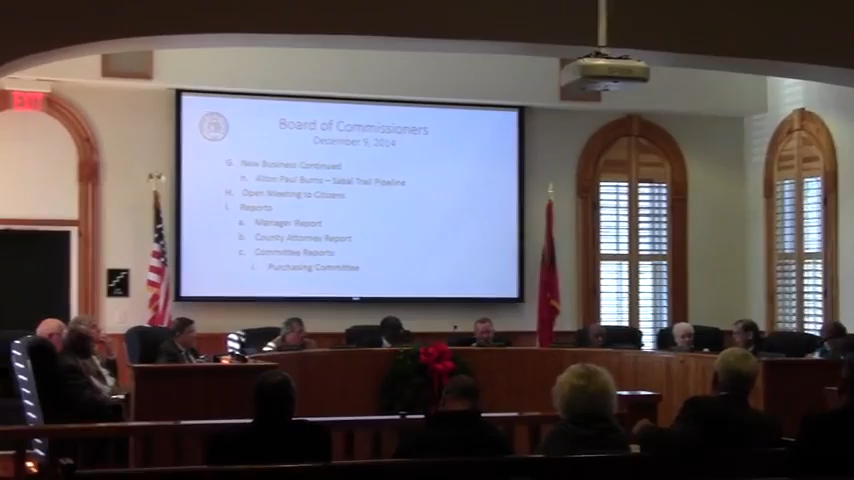 Board of Commissioners
December 9, 2014
G. New Business Continued
n. Alton Paul Burns – Sabal Trail Pipeline
H. Open Meeting to Citizens
I. Reports
a. Manager Report
b. County Attorney Report
c. Committee Reports
i. Purchasing Committee